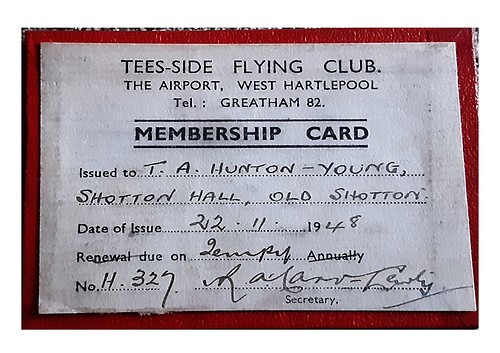 TEES-SIDE FLYING CLUB.
THE AIRPORT, WEST HARTLEPOOL
Tel. : GREATHAM 82.
MEMBERSHIP CARD
Issued to T. A. HUNTON-YOUNG,
SHOTTON HALL, OLD SHOTTON.
Date of Issue 22.11.1948
Renewal due on Annually
No. H.327
Secretary,